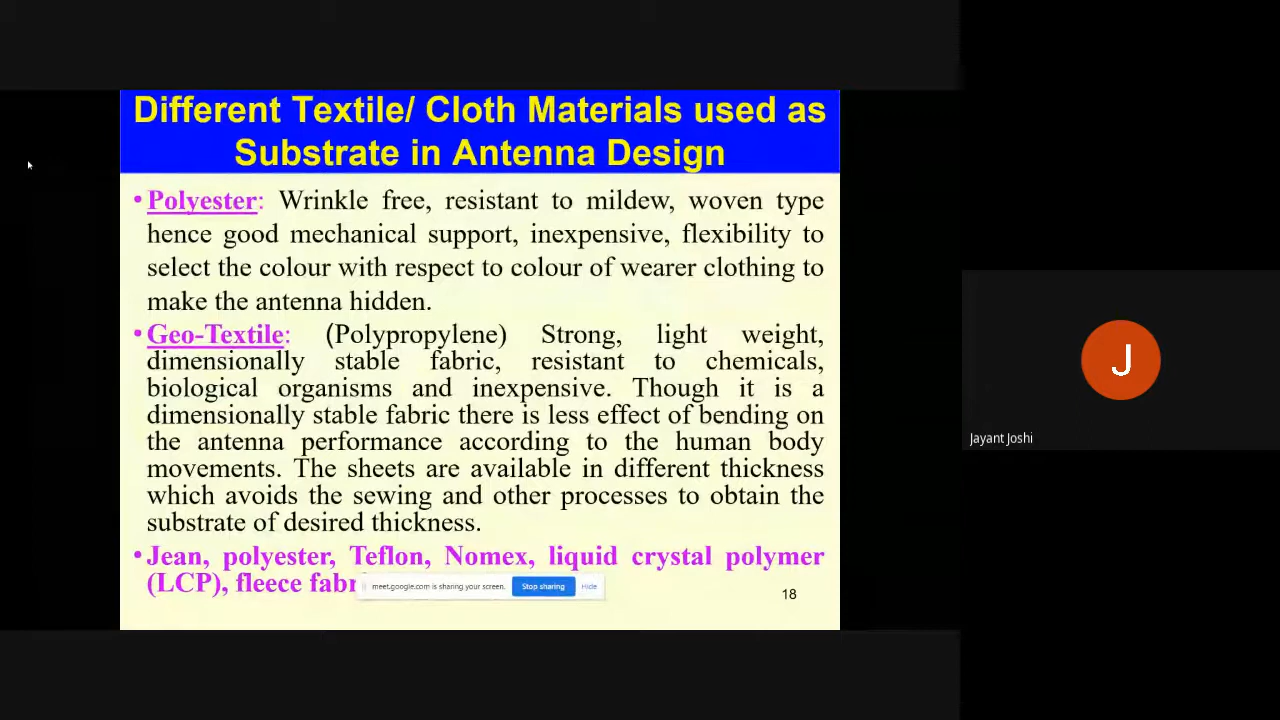 Different Textile/ Cloth Materials used as
Substrate in Antenna Design
• Polyester: Wrinkle free, resistant to mildew, woven type
hence good mechanical support, inexpensive, flexibility to
select the colour with respect to colour of wearer clothing to
make the antenna hidden.
• Geo-Textile: (Polypropylene) Strong, light weight,
dimensionally stable fabric, resistant to chemicals,
biological organisms and inexpensive. Though it is a
dimensionally stable fabric there is less effect of bending on
the antenna performance according to the human body
movements. The sheets are available in different thickness
which avoids the sewing and other processes to obtain the
substrate of desired thickness.
• Jean, polyester, Teflon, Nomex, liquid crystal polymer
(LCP), fleece
meet.google.com is sharing your screen. Stop sharing Hide
18
J
Jayant Joshi